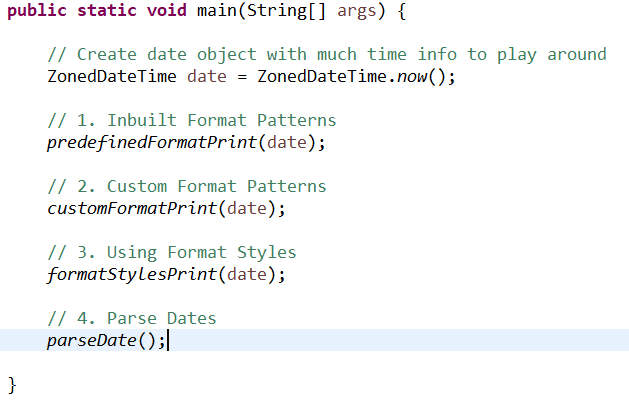 public static void main(String[] args) {
// Create date object with much time info to play around
ZonedDateTime date = ZonedDateTime.now();
// 1. Inbuilt Format Patterns
predefinedFormatPrint(date);
// 2. Custom Format Patterns
customFormatPrint(date);
// 3. Using Format Styles
formatStylesPrint(date);
// 4. Parse Dates
parseDate();
}